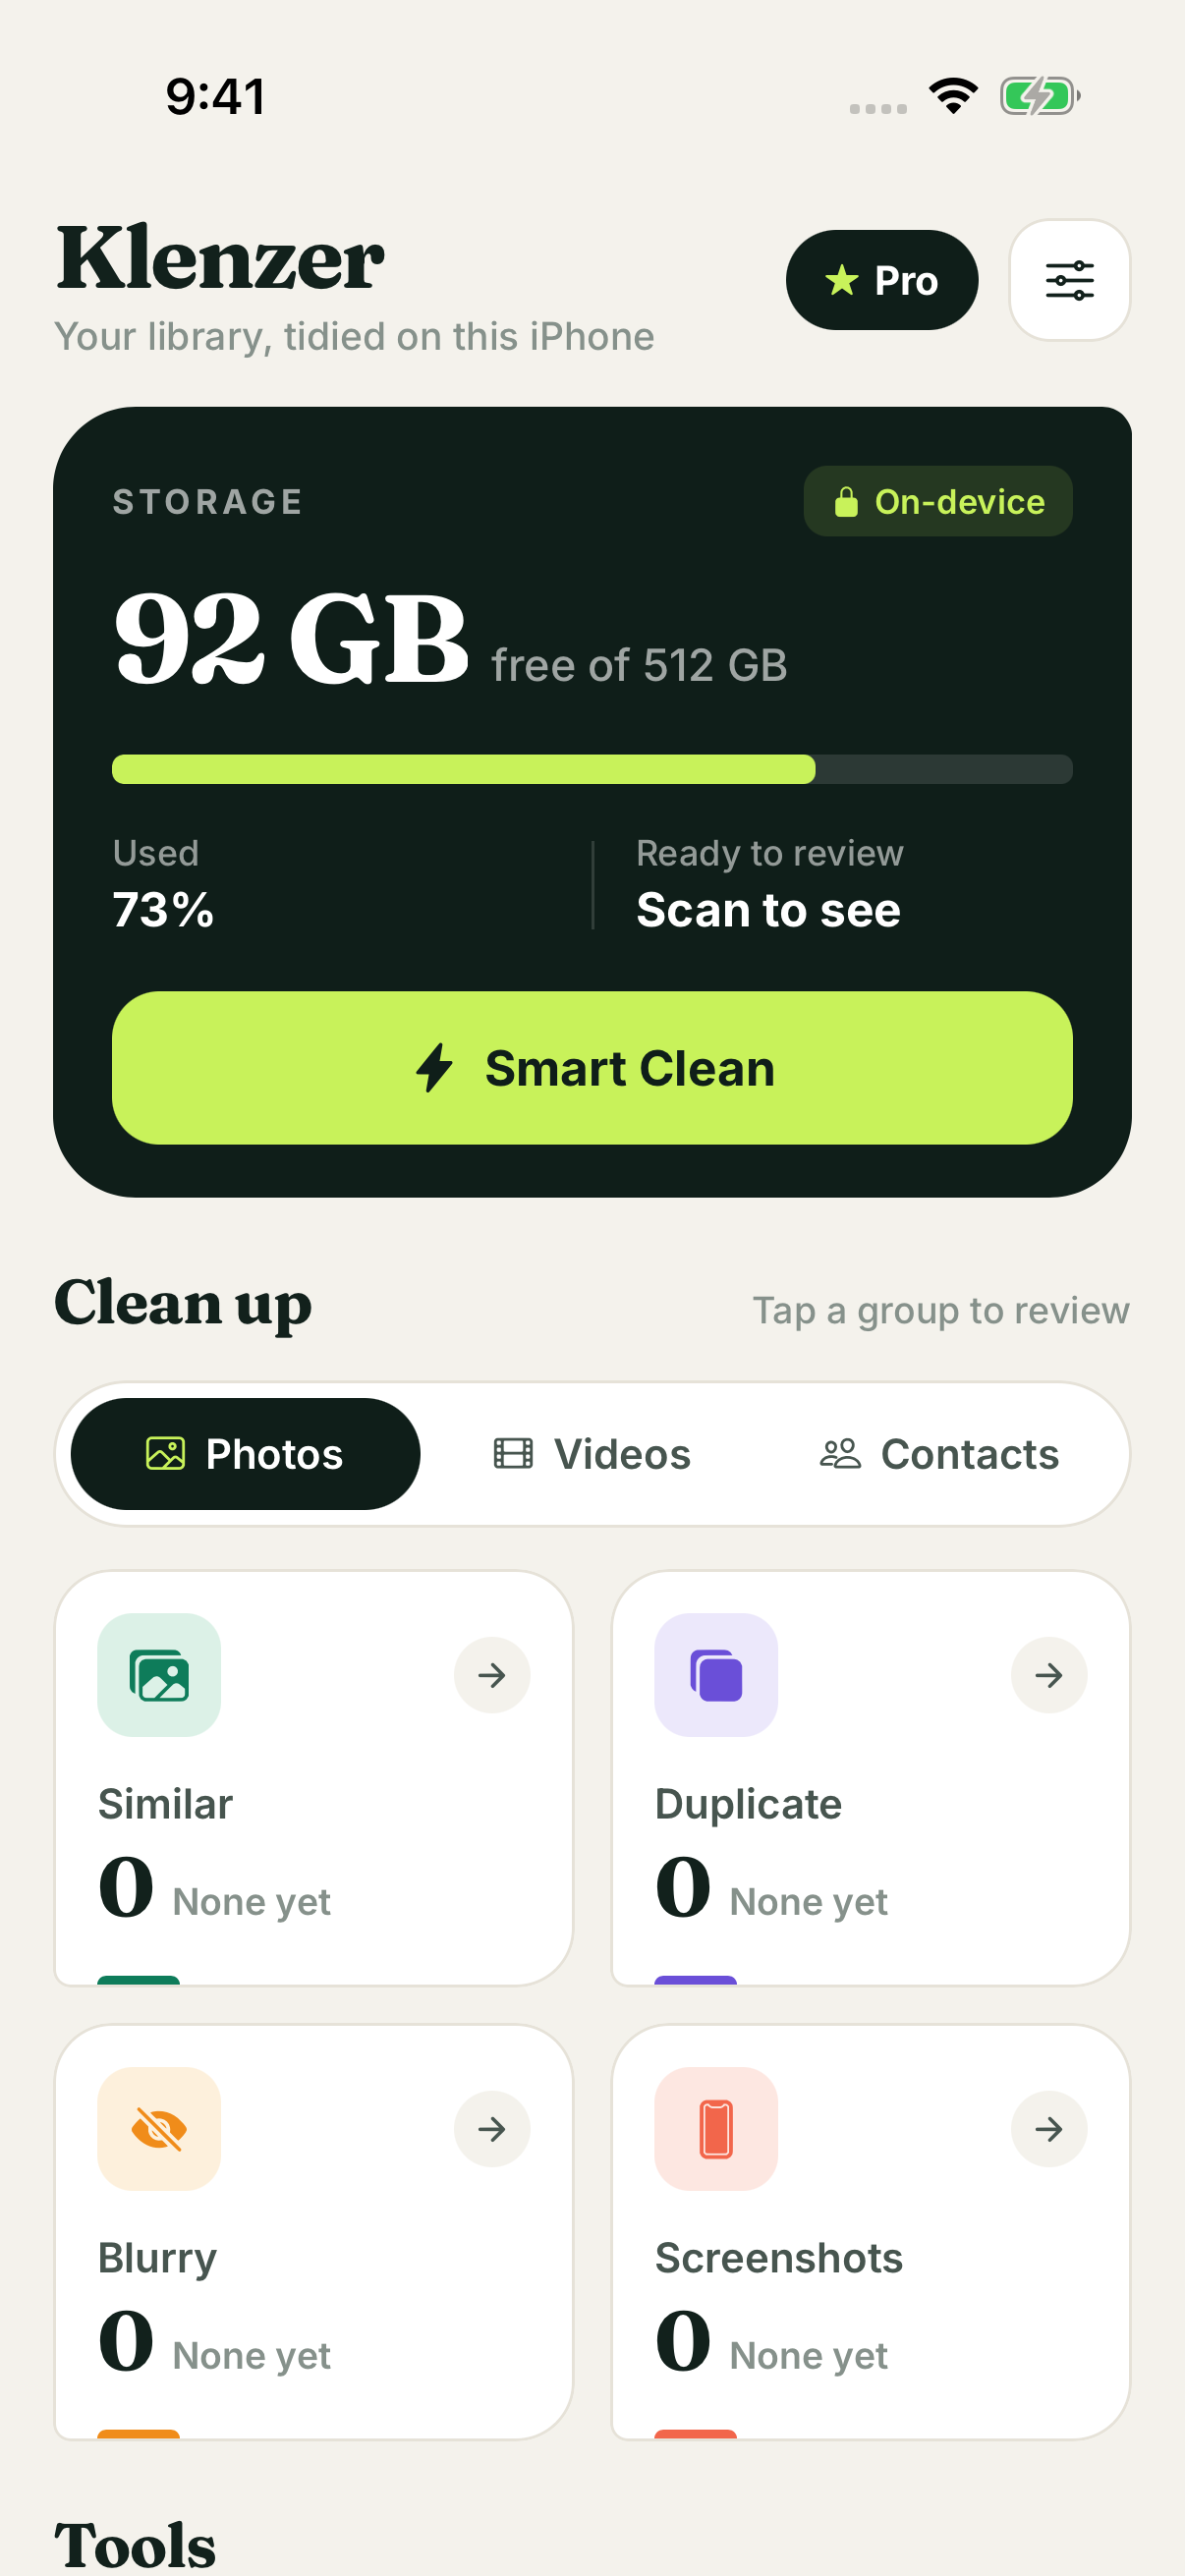 9:41
Klenzer
Your library, tidied on this iPhone
Pro
STORAGE
On-device
92 GB free of 512 GB
Used
73%
Ready to review
Scan to see
Smart Clean
Clean up
Tap a group to review
Photos
Videos
Contacts
Similar
0 None yet
Duplicate
0 None yet
Blurry
0 None yet
Screenshots
0 None yet
Tools